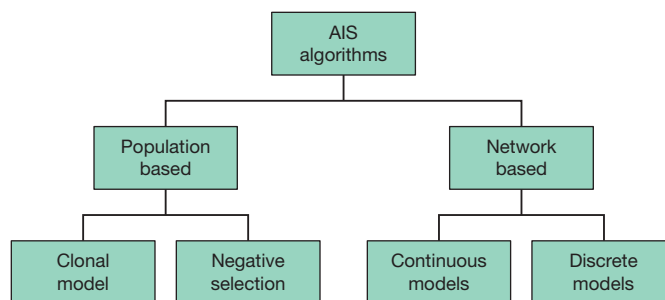 AIS
algorithms
Population
based
Network
based
Clonal
model
Negative
selection
Continuous
models
Discrete
models